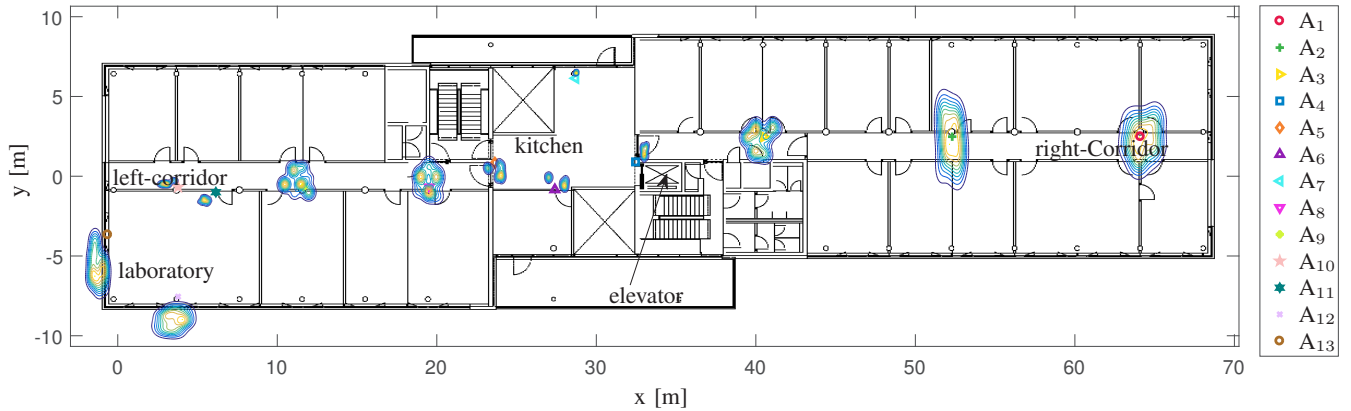 10
5
0
-5
-10
y [m]
0
10
20
30
40
50
60
70
x [m]
kitchen
left-corridor
right-Corridor
laboratory
elevator
A₁
A₂
A₃
A₄
A₅
A₆
A₇
A₈
A₉
A₁₀
A₁₁
A₁₂
A₁₃